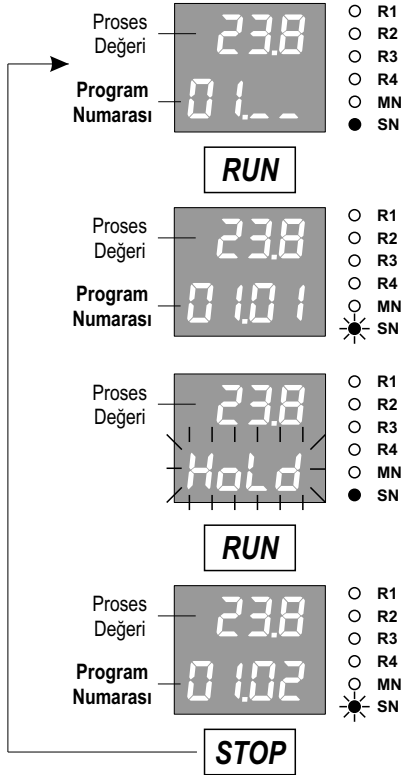 Proses
Değeri
23.8
Program
Numarası
01._ _
R1
R2
R3
R4
MN
SN
RUN
Proses
Değeri
23.8
Program
Numarası
01.01
R1
R2
R3
R4
MN
SN
Proses
Değeri
23.8
HoLd
R1
R2
R3
R4
MN
SN
RUN
Proses
Değeri
23.8
Program
Numarası
01.02
R1
R2
R3
R4
MN
SN
STOP